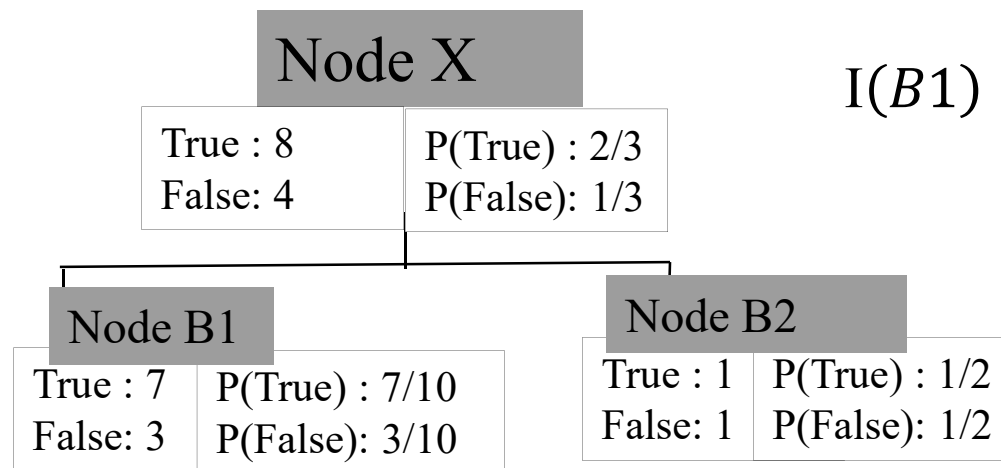 Node X
I(B1)
True : 8
False: 4
P(True) : 2/3
P(False): 1/3
Node B1
True : 7
False: 3
P(True) : 7/10
P(False): 3/10
Node B2
True : 1
False: 1
P(True) : 1/2
P(False): 1/2